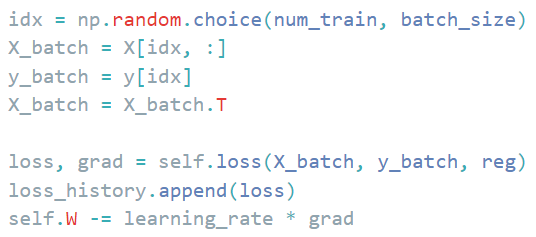 idx = np.random.choice(num_train, batch_size)
X_batch = X[idx, :]
y_batch = y[idx]
X_batch = X_batch.T
loss, grad = self.loss(X_batch, y_batch, reg)
loss_history.append(loss)
self.W -= learning_rate * grad